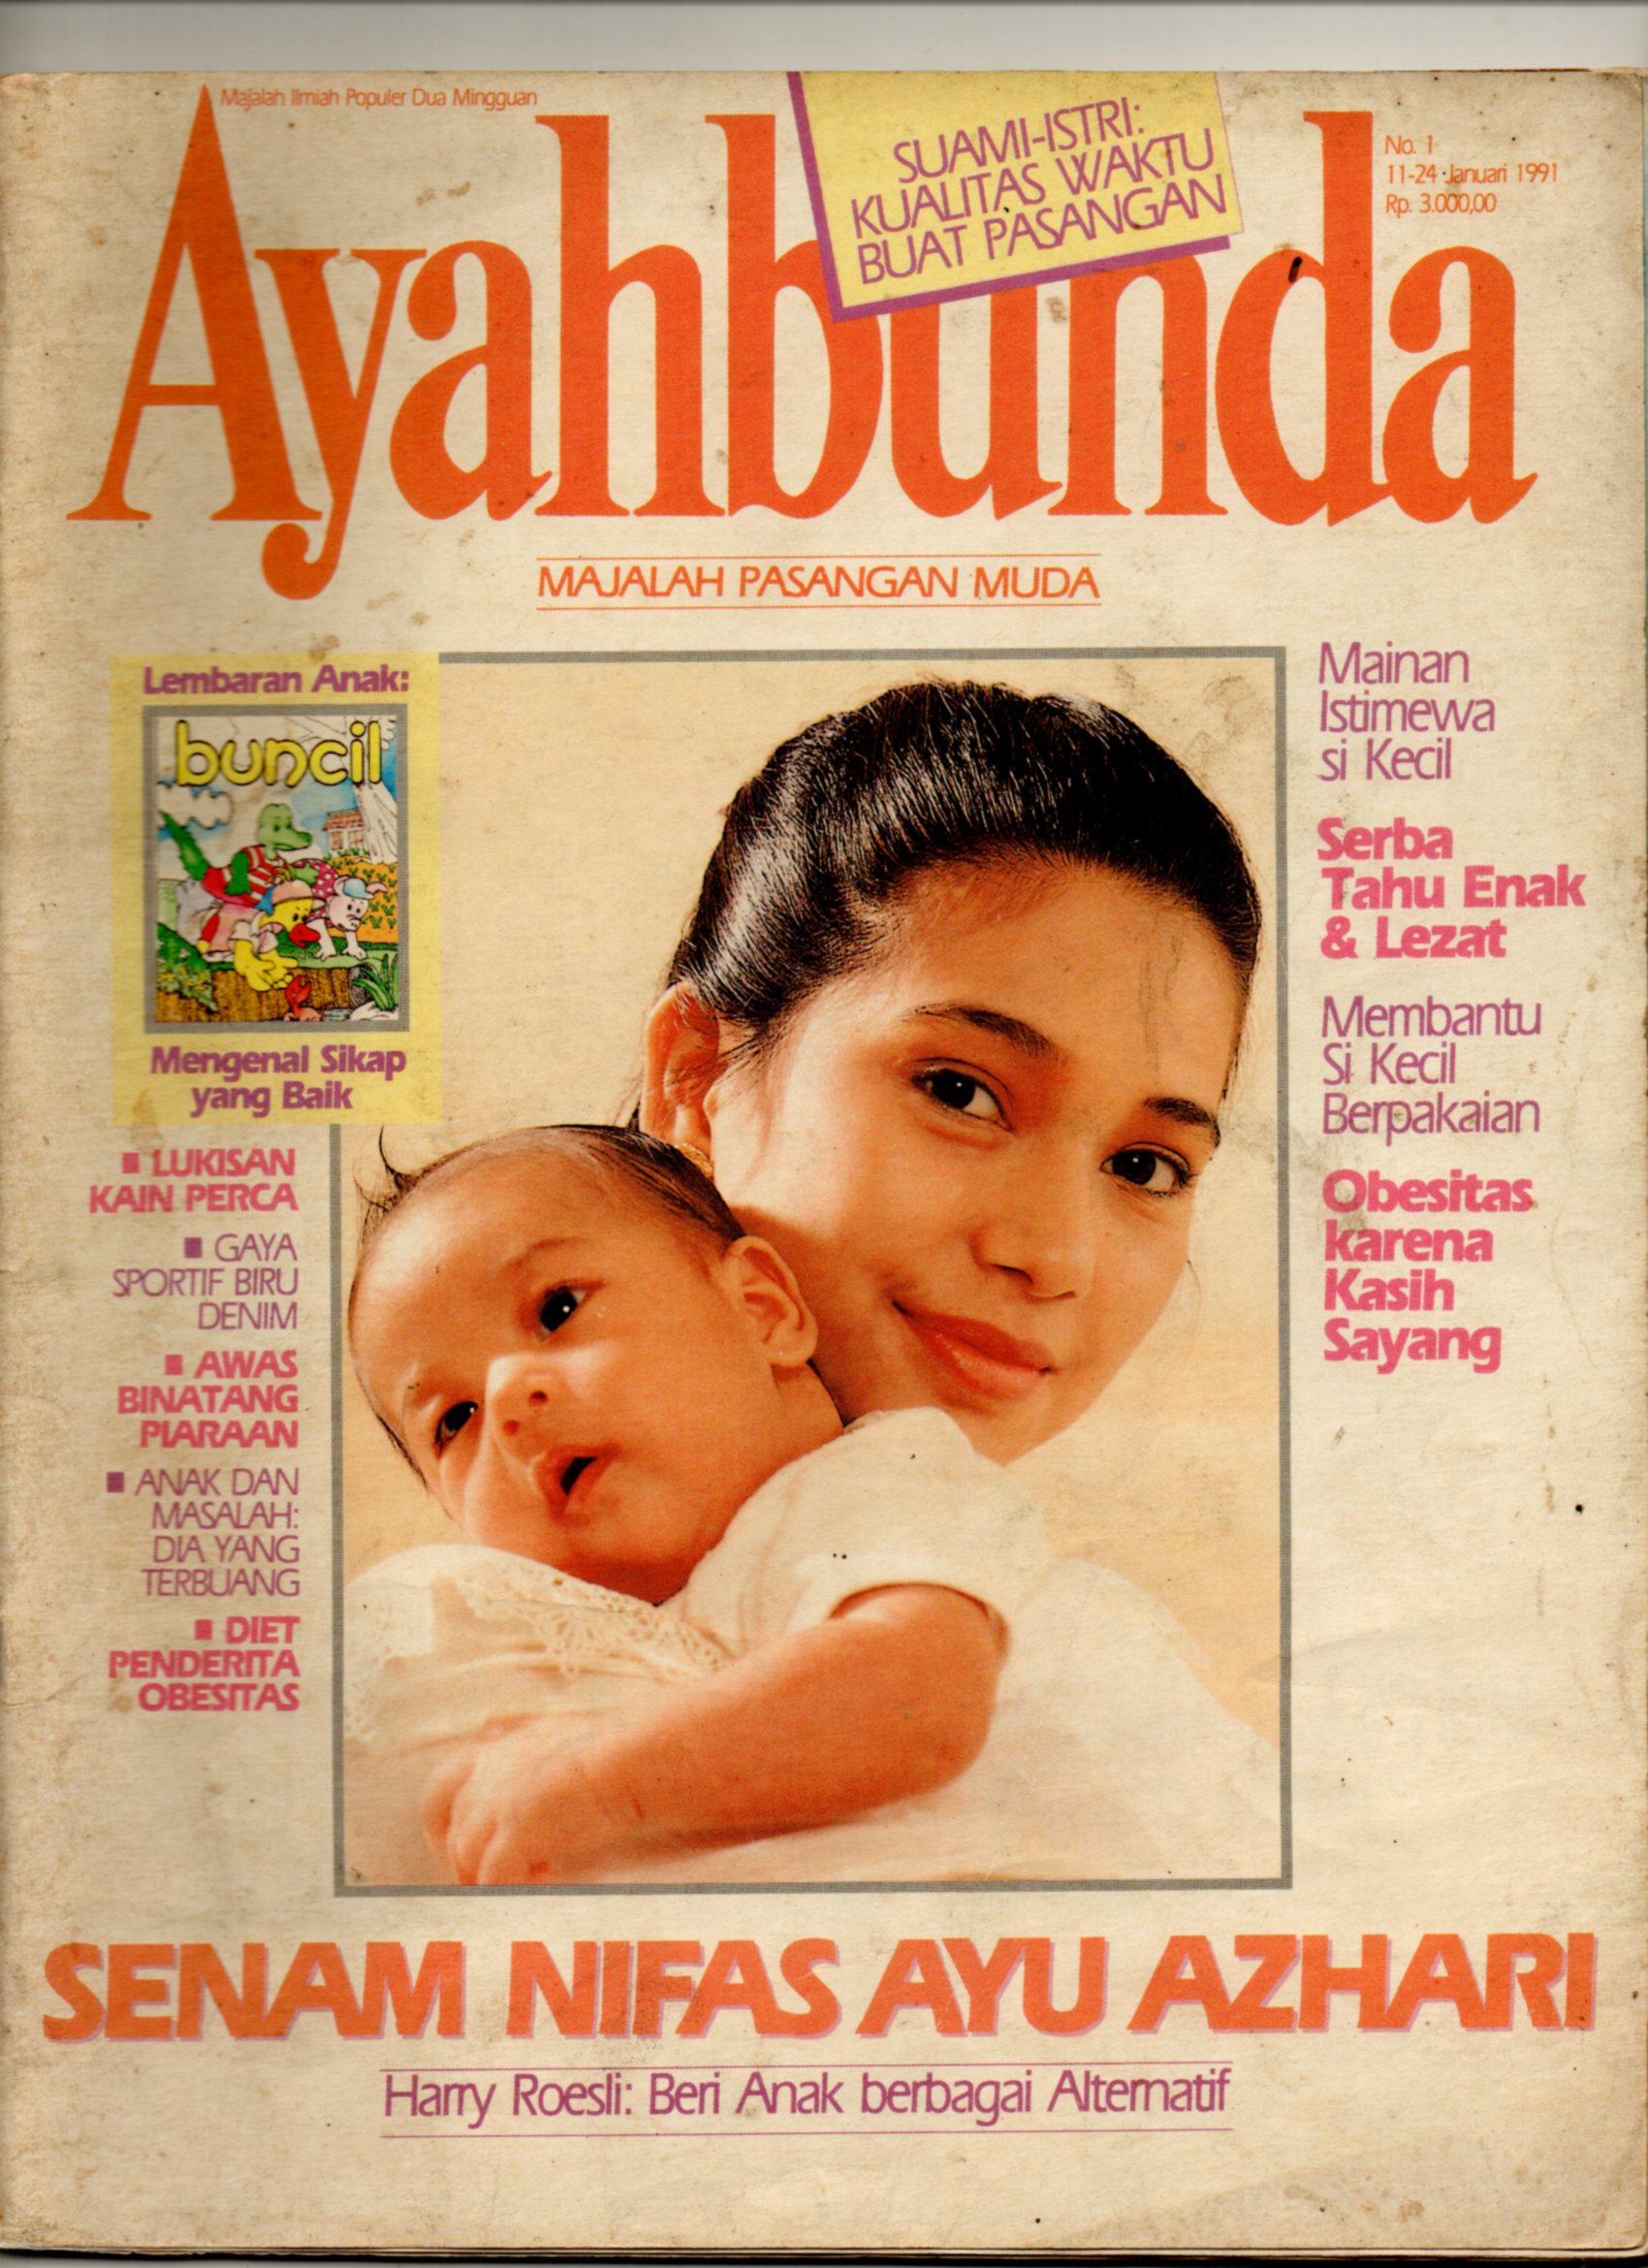 Majalah Ilmiah Populer Dua Mingguan
SUAMI-ISTRI:
KUALITAS WAKTU
BUAT PASANGAN
No. 1
11-24 Januari 1991
Rp. 3.000,00
Ayahbunda
MAJALAH PASANGAN MUDA
Lembaran Anak:
buncil
Mengenal Sikap
yang Baik
■ LUKISAN
KAIN PERCA
■ GAYA
SPORTIF BIRU
DENIM
■ AWAS
BINATANG
PIARAAN
■ ANAK DAN
MASALAH:
DIA YANG
TERBUANG
■ DIET
PENDERITA
OBESITAS
Mainan
Istimewa
si Kecil
Serba
Tahu Enak
& Lezat
Membantu
Si Kecil
Berpakaian
Obesitas
karena
Kasih
Sayang
SENAM NIFAS AYU AZHARI
Harry Roesli: Beri Anak berbagai Alternatif